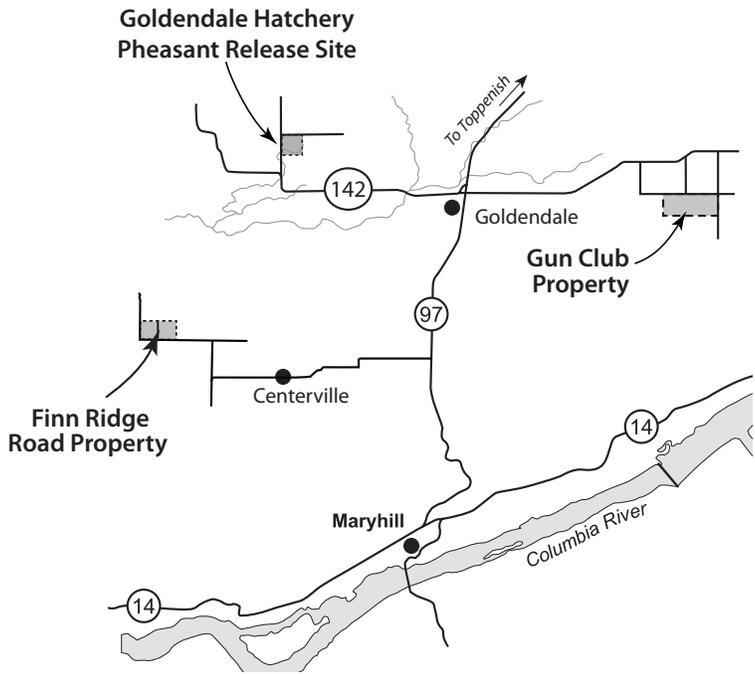 Goldendale Hatchery
Pheasant Release Site
To Toppenish
142
Goldendale
Gun Club
Property
97
Centerville
Finn Ridge
Road Property
14
Maryhill
Columbia River
14